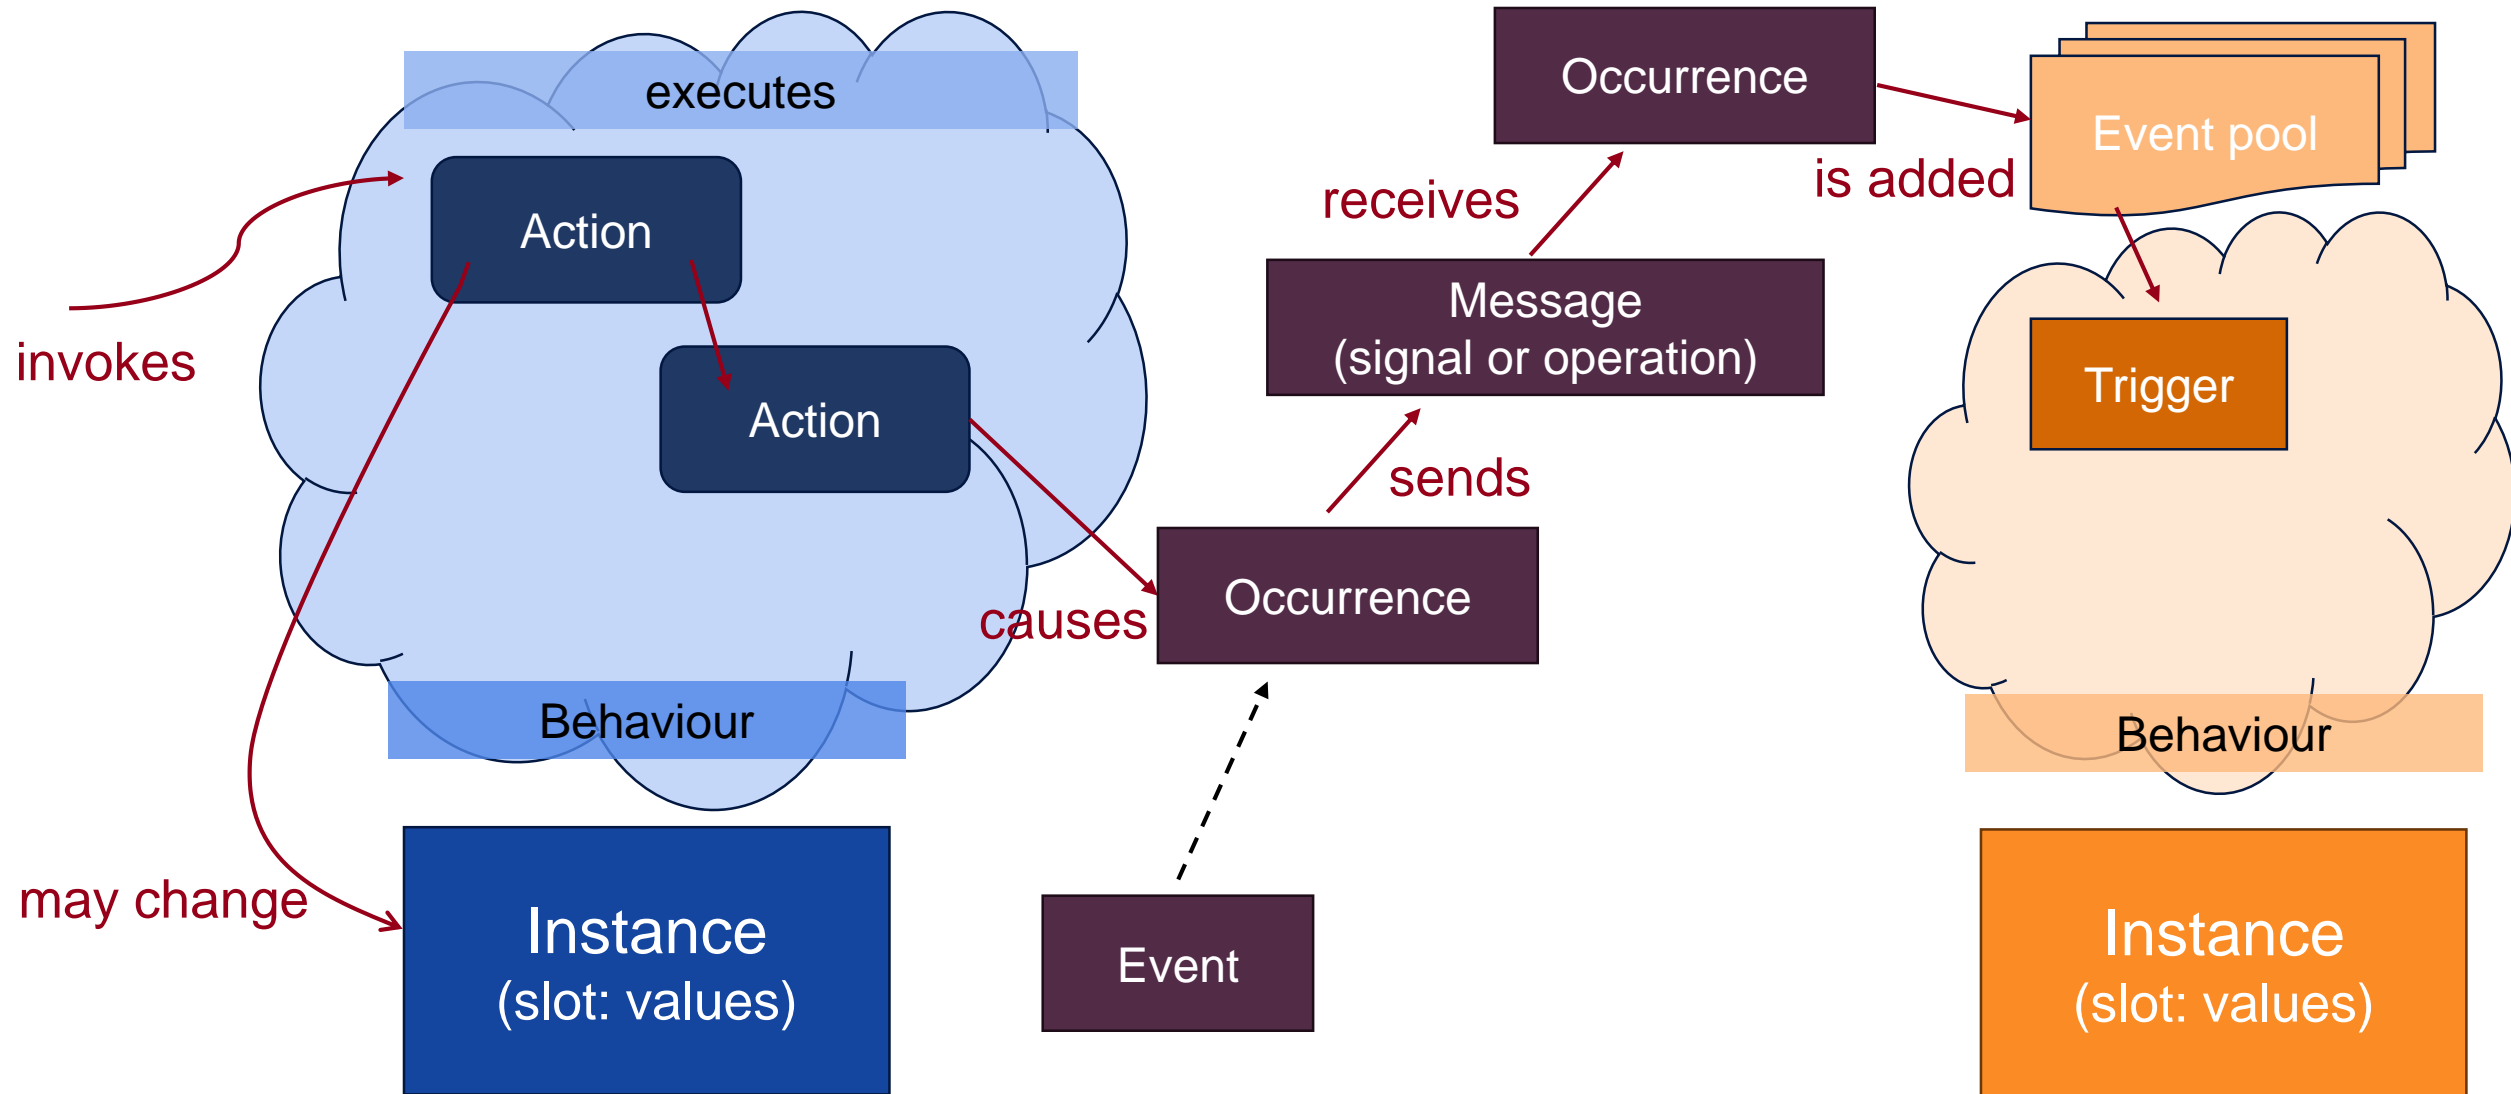 executes
Action
invokes
Action
Behaviour
may change
Instance
(slot: values)
causes
Occurrence
Event
sends
Message
(signal or operation)
receives
Occurrence
is added
Event pool
Trigger
Behaviour
Instance
(slot: values)